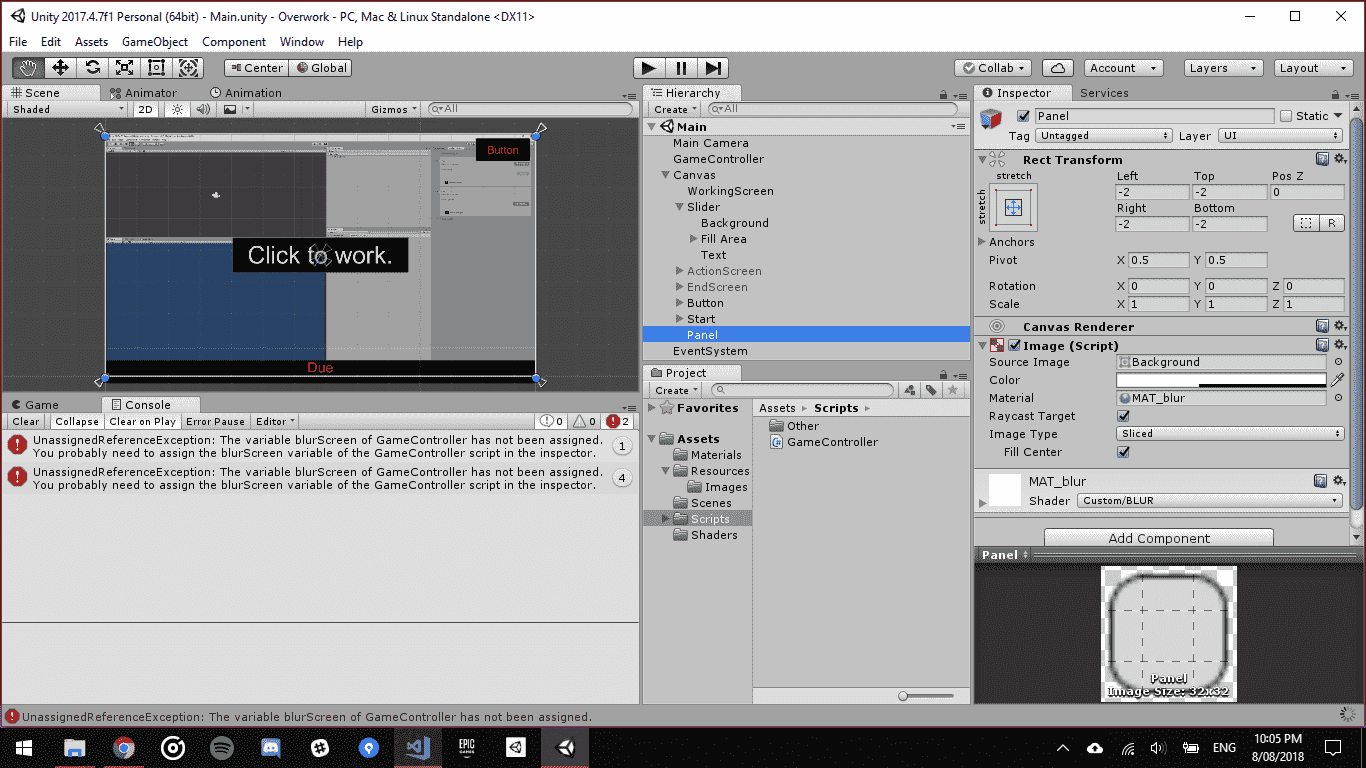 Unity 2017.4.7f1 Personal (64bit) - Main.unity - Overwork - PC, Mac & Linux Standalone <DX11>
File Edit Assets GameObject Component Window Help
Center Global
Collab Account Layers Layout
Scene Animator Animation
Shaded 2D Gizmos All
Button
Click to work.
Due
Game Console
Clear Collapse Clear on Play Error Pause Editor 0 0 2
UnassignedReferenceException: The variable blurScreen of GameController has not been assigned.
You probably need to assign the blurScreen variable of the GameController script in the inspector.
1
UnassignedReferenceException: The variable blurScreen of GameController has not been assigned.
You probably need to assign the blurScreen variable of the GameController script in the inspector.
4
Hierarchy
Create All
Main
Main Camera
GameController
Canvas
WorkingScreen
Slider
Background
Fill Area
Text
ActionScreen
EndScreen
Button
Start
Panel
EventSystem
Project
Create
Favorites
Assets
Materials
Resources
Images
Scenes
Scripts
Shaders
Assets Scripts
Other
GameController
Inspector Services
Panel Static
Tag Untagged Layer UI
Rect Transform
stretch
stretch
Left Top Pos Z
-2 -2 0
Right Bottom
-2 -2 R
Anchors
Pivot X 0.5 Y 0.5
Rotation X 0 Y 0 Z 0
Scale X 1 Y 1 Z 1
Canvas Renderer
Image (Script)
Source Image Background
Color
Material MAT_blur
Raycast Target
Image Type Sliced
Fill Center
MAT_blur
Shader Custom/BLUR
Add Component
Panel
Panel
Image Size: 32x32
UnassignedReferenceException: The variable blurScreen of GameController has not been assigned.
EPIC
GAMES
ENG
10:05 PM
8/08/2018